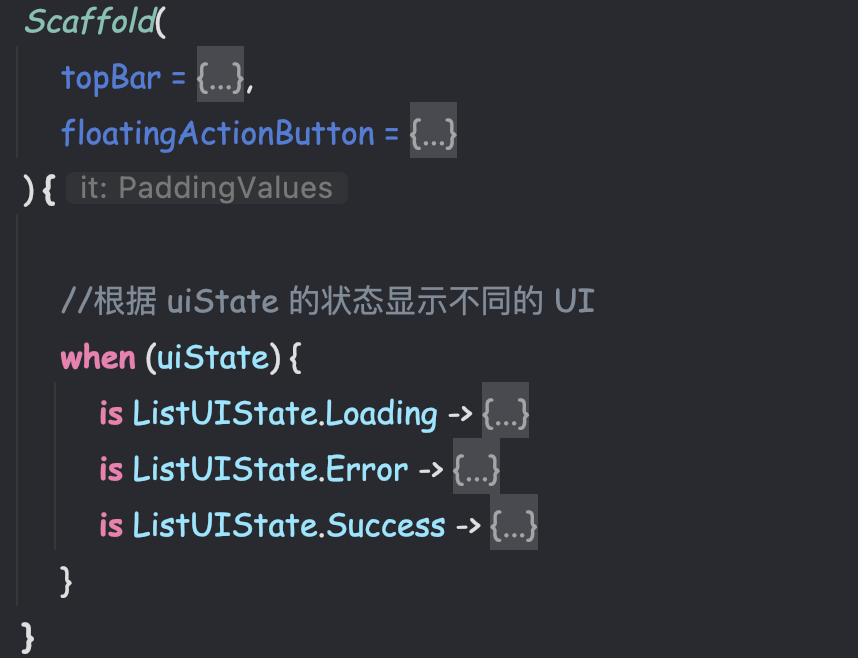 Scaffold(
topBar = {...},
floatingActionButton = {...}
){ it: PaddingValues
//根据 uiState 的状态显示不同的 UI
when (uiState) {
is ListUIState.Loading -> {...}
is ListUIState.Error -> {...}
is ListUIState.Success -> {...}
}
}